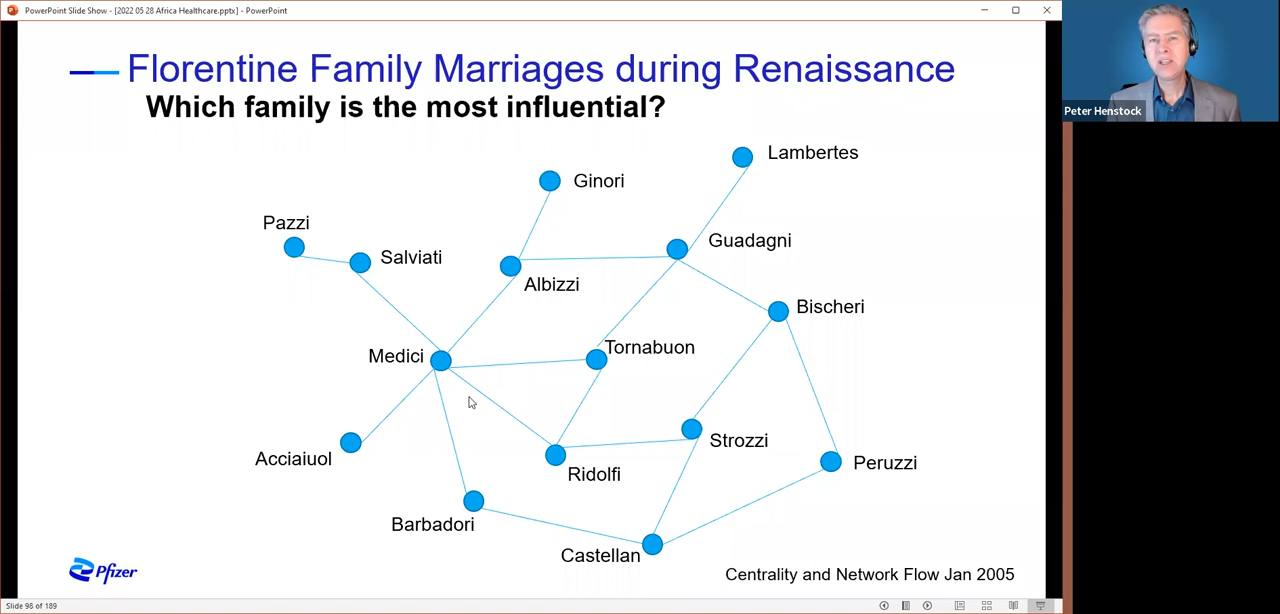 PowerPoint Slide Show - [2022 05 28 Africa Healthcare.pptx] - PowerPoint
Florentine Family Marriages during Renaissance
Which family is the most influential?
Peter Henstock
Lambertes
Ginori
Pazzi
Guadagni
Salviati
Albizzi
Bischeri
Tornabuon
Medici
Strozzi
Acciaiuol
Peruzzi
Ridolfi
Barbadori
Castellan
Pfizer
Centrality and Network Flow Jan 2005
Slide 98 of 189